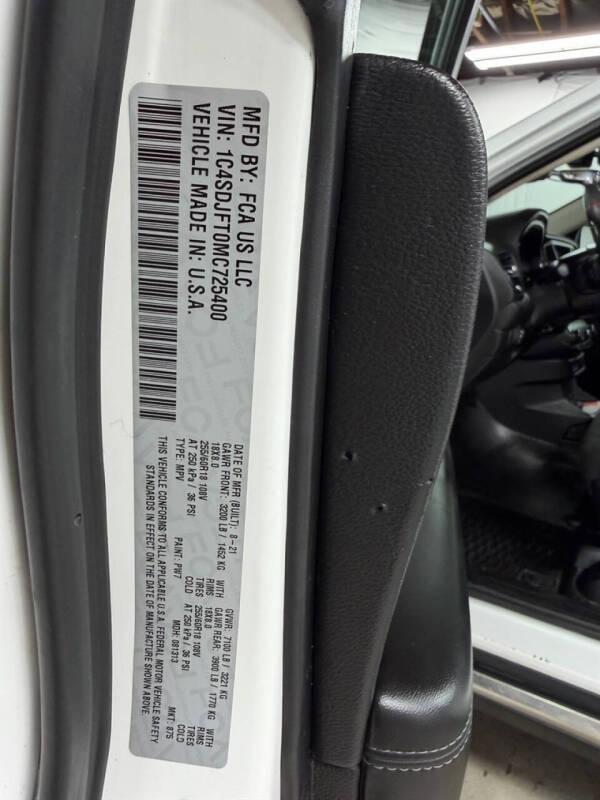 MFD BY: FCA US LLC
VIN: 1C4SDJFT0MC725400
VEHICLE MADE IN: U.S.A.
DATE OF MFR (BUILT): 8-21 GVWR: 7100 LB / 3221 KG
GAWR FRONT: 3200 LB / 1452 KG WITH GAWR REAR: 3900 LB / 1770 KG WITH
18X8.0 RIMS 18X8.0 RIMS
255/60R18 108V TIRES 255/60R18 108V TIRES
AT 250 kPa / 36 PSI COLD AT 250 kPa / 36 PSI COLD
TYPE: MPV PAINT: PW7 MDH: 081313 MKT: 875
THIS VEHICLE CONFORMS TO ALL APPLICABLE U.S.A. FEDERAL MOTOR VEHICLE SAFETY
STANDARDS IN EFFECT ON THE DATE OF MANUFACTURE SHOWN ABOVE.